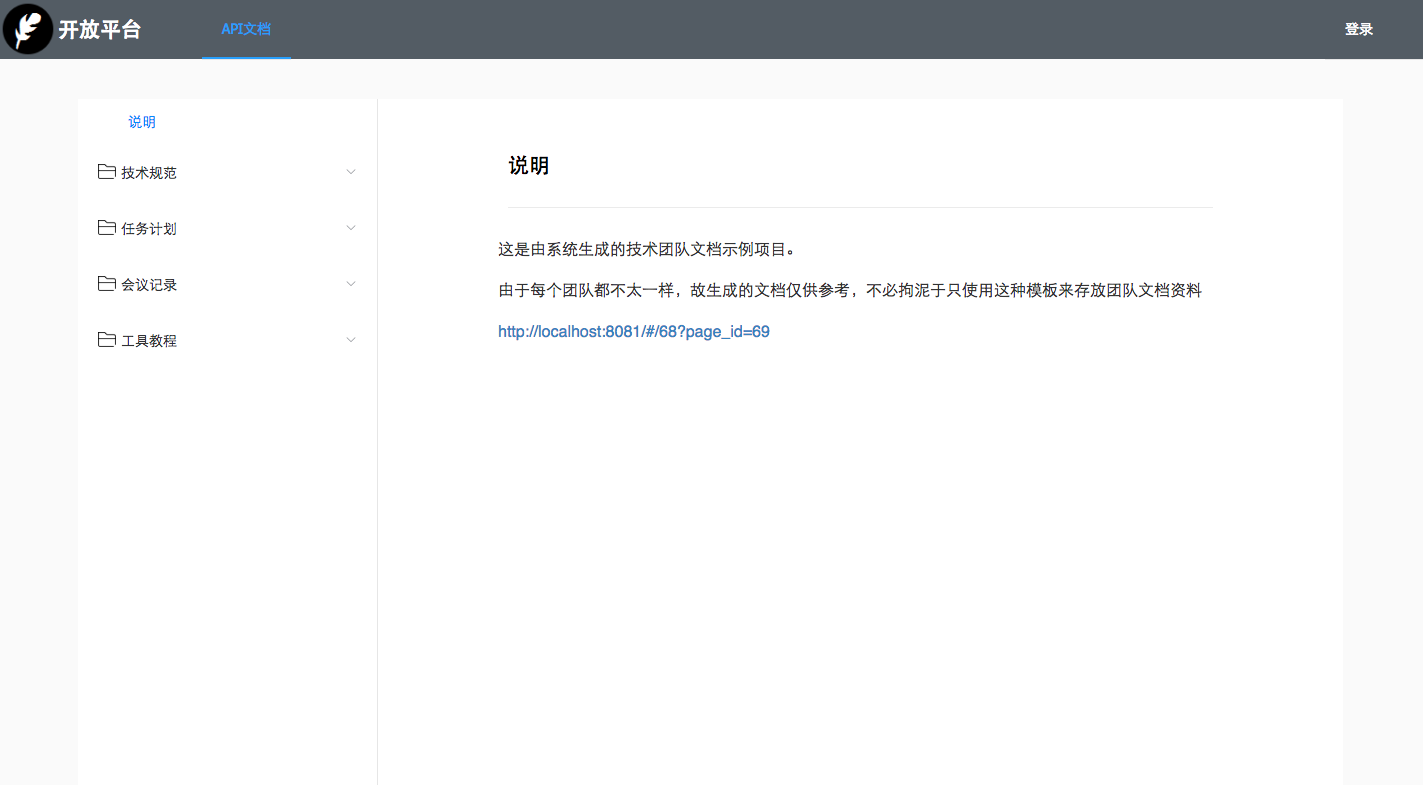 开放平台
API文档
登录
说明
技术规范
任务计划
会议记录
工具教程
说明
这是由系统生成的技术团队文档示例项目。
由于每个团队都不太一样，故生成的文档仅供参考，不必拘泥于只使用这种模板来存放团队文档资料
http://localhost:8081/#/68?page_id=69